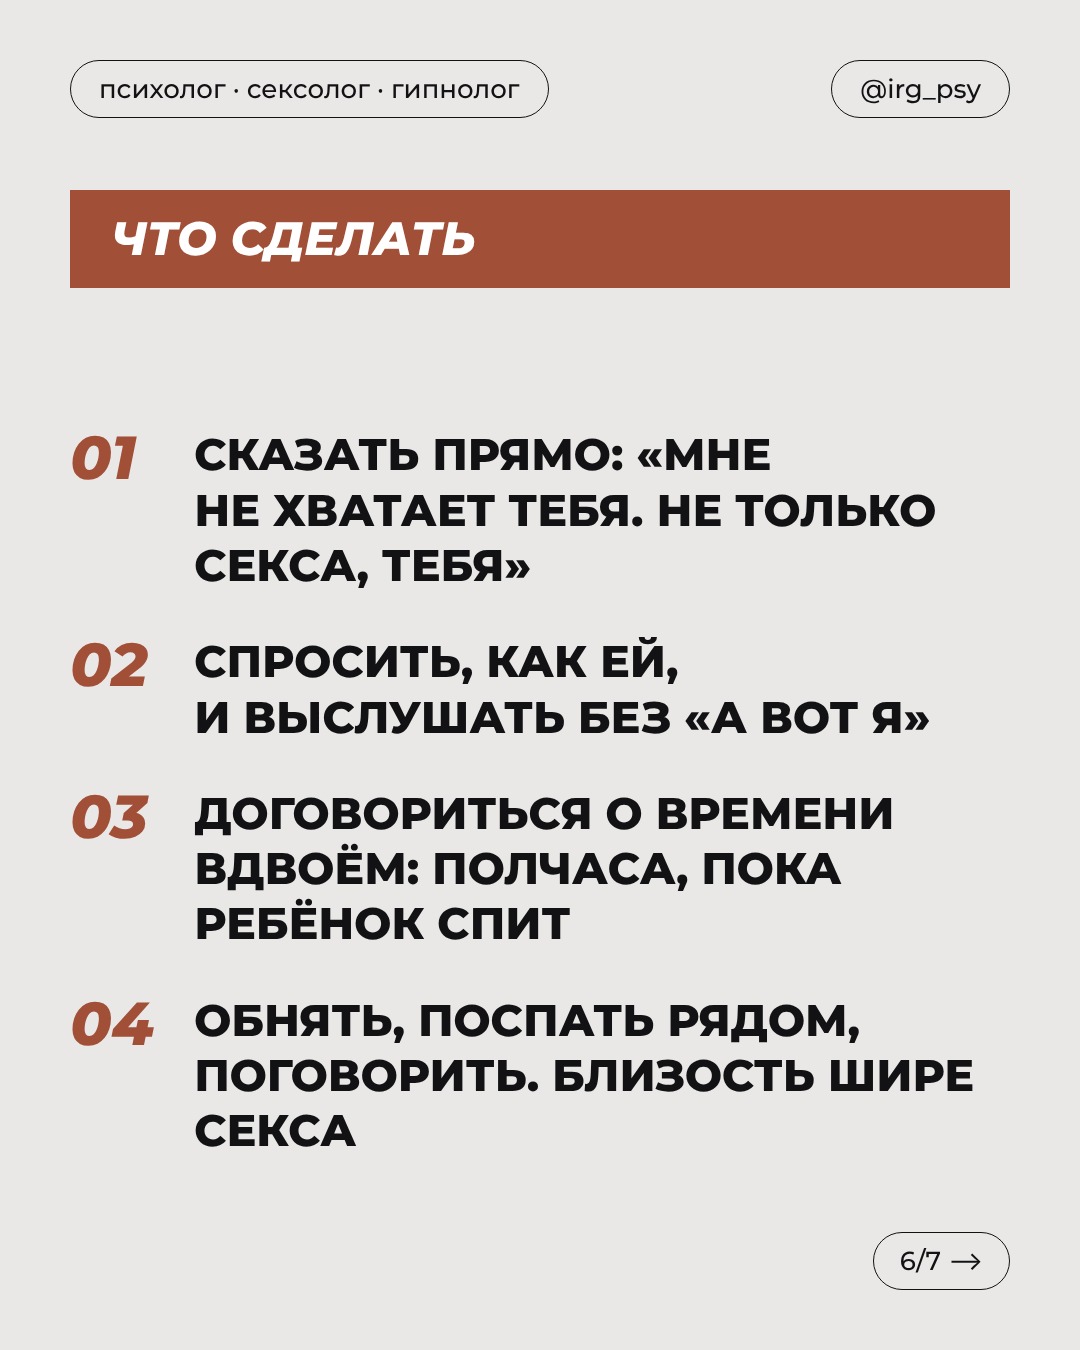 психолог · сексолог · гипнолог
@irg_psy
ЧТО СДЕЛАТЬ
01 СКАЗАТЬ ПРЯМО: «МНЕ
НЕ ХВАТАЕТ ТЕБЯ. НЕ ТОЛЬКО
СЕКСА, ТЕБЯ»
02 СПРОСИТЬ, КАК ЕЙ,
И ВЫСЛУШАТЬ БЕЗ «А ВОТ Я»
03 ДОГОВОРИТЬСЯ О ВРЕМЕНИ
ВДВОЁМ: ПОЛЧАСА, ПОКА
РЕБЁНОК СПИТ
04 ОБНЯТЬ, ПОСПАТЬ РЯДОМ,
ПОГОВОРИТЬ. БЛИЗОСТЬ ШИРЕ
СЕКСА
6/7 →